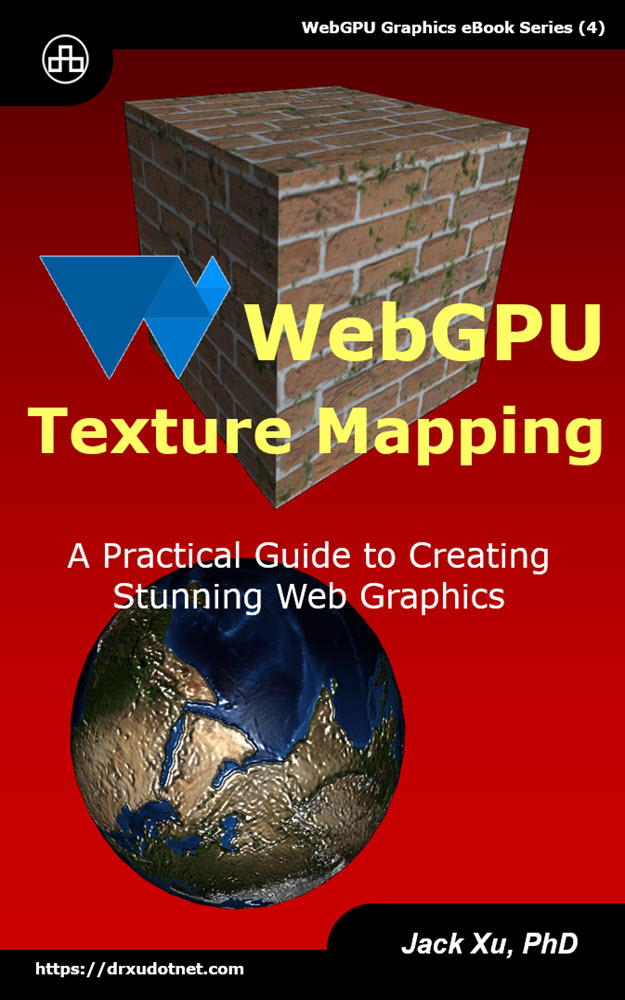 WebGPU Graphics eBook Series (4)
WebGPU
Texture Mapping
A Practical Guide to Creating
Stunning Web Graphics
Jack Xu, PhD
https://drxudotnet.com